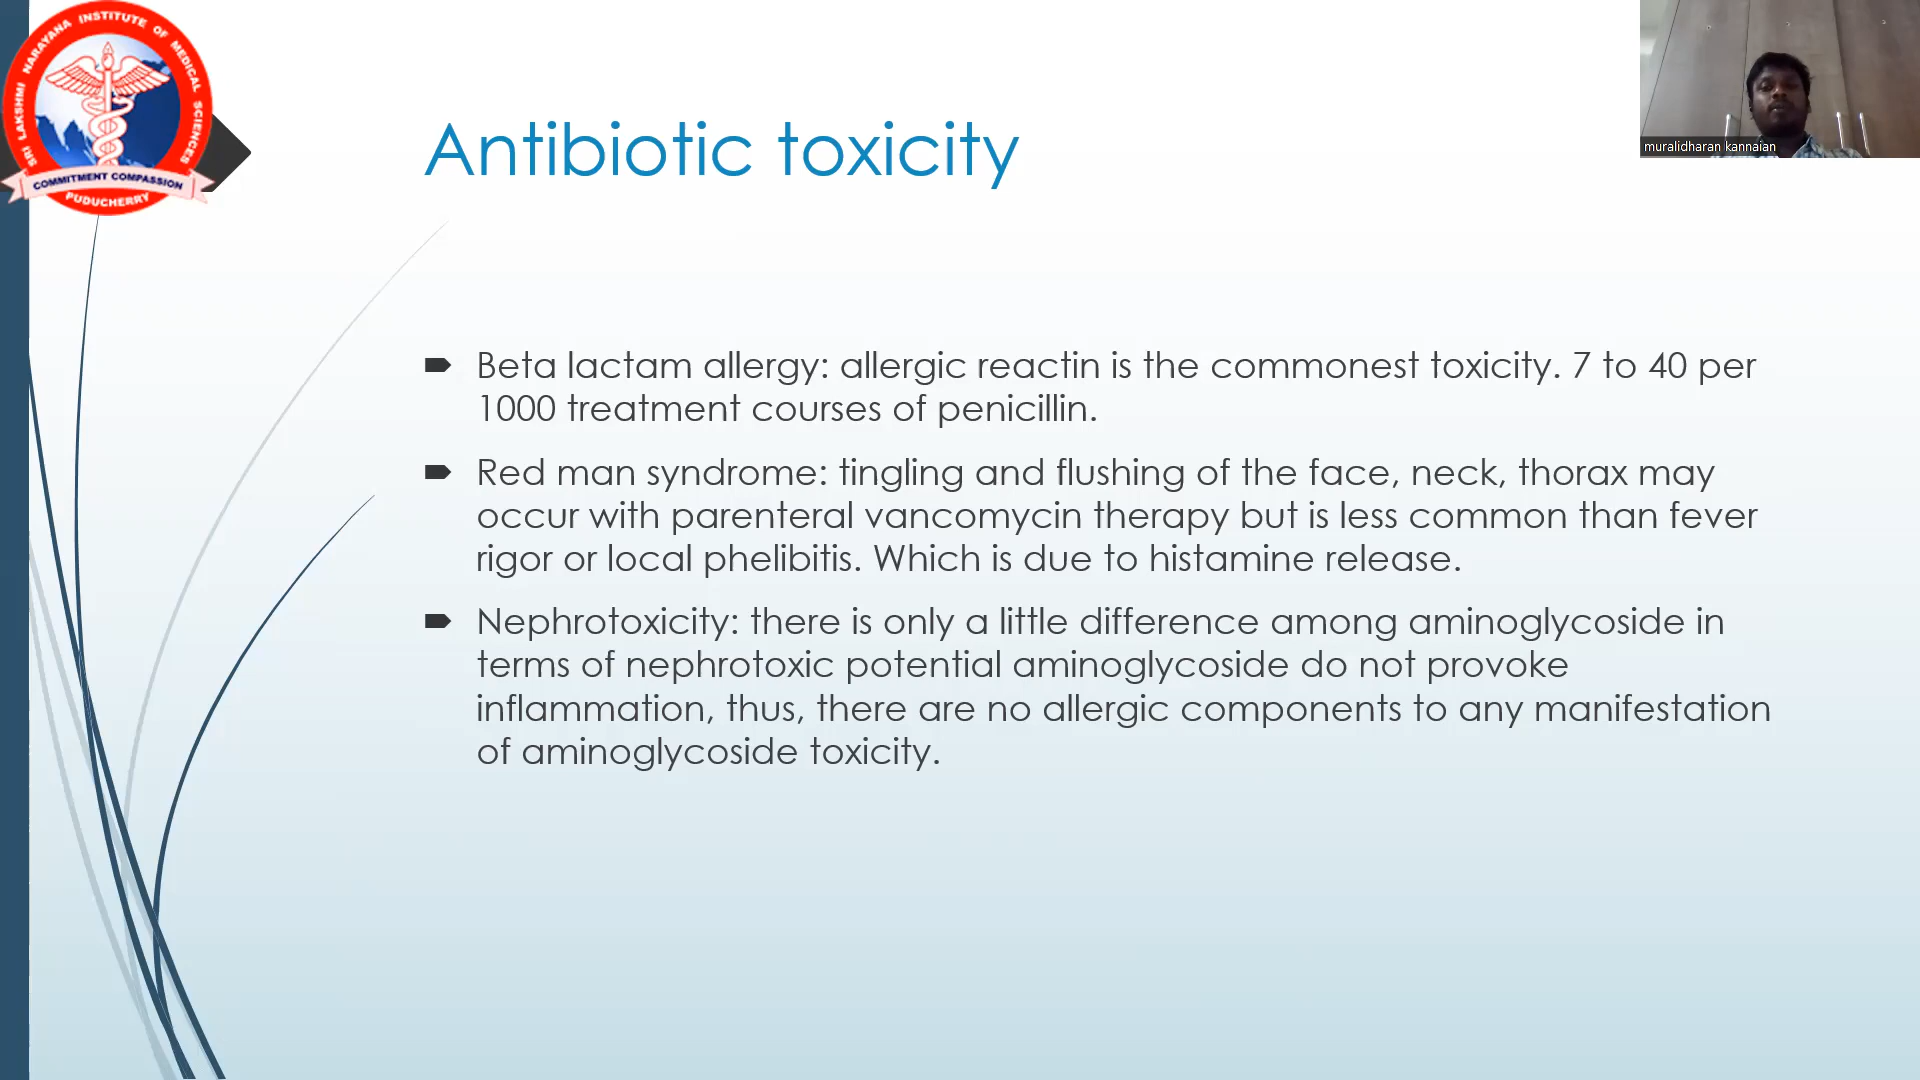 SRI LAKSHMI NARAYANA INSTITUTE OF MEDICAL SCIENCES
COMMITMENT COMPASSION
PUDUCHERRY
muralidharan kannaian
Antibiotic toxicity
Beta lactam allergy: allergic reactin is the commonest toxicity. 7 to 40 per
1000 treatment courses of penicillin.
Red man syndrome: tingling and flushing of the face, neck, thorax may
occur with parenteral vancomycin therapy but is less common than fever
rigor or local phelibitis. Which is due to histamine release.
Nephrotoxicity: there is only a little difference among aminoglycoside in
terms of nephrotoxic potential aminoglycoside do not provoke
inflammation, thus, there are no allergic components to any manifestation
of aminoglycoside toxicity.